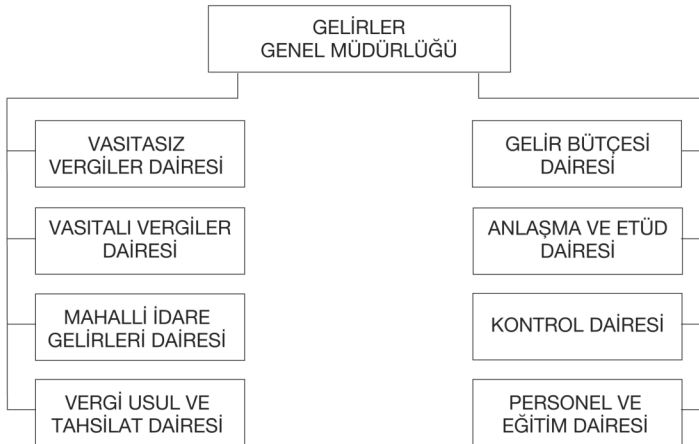 GELİRLER
GENEL MÜDÜRLÜĞÜ
VASITASIZ
VERGİLER DAİRESİ
VASITALI VERGİLER
DAİRESİ
MAHALLİ İDARE
GELİRLERİ DAİRESİ
VERGİ USUL VE
TAHSİLAT DAİRESİ
GELİR BÜTÇESİ
DAİRESİ
ANLAŞMA VE ETÜD
DAİRESİ
KONTROL DAİRESİ
PERSONEL VE
EĞİTİM DAİRESİ